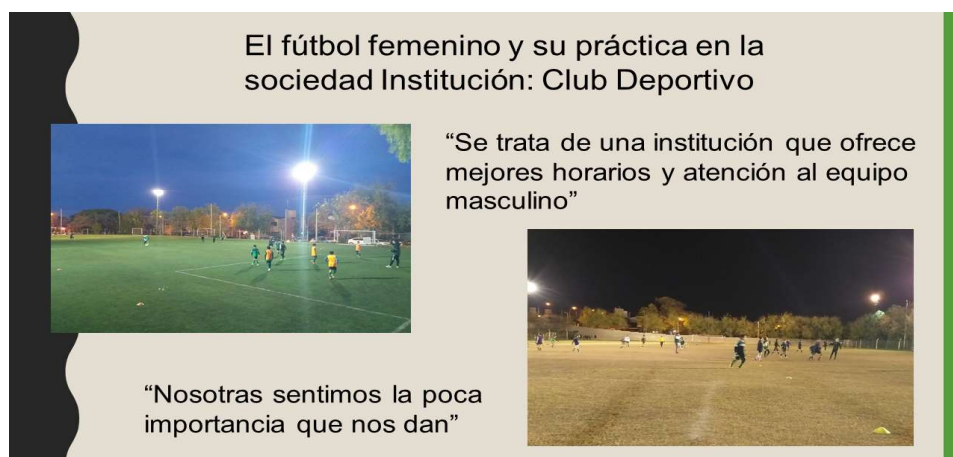 El fútbol femenino y su práctica en la
sociedad Institución: Club Deportivo
“Se trata de una institución que ofrece
mejores horarios y atención al equipo
masculino”
“Nosotras sentimos la poca
importancia que nos dan”